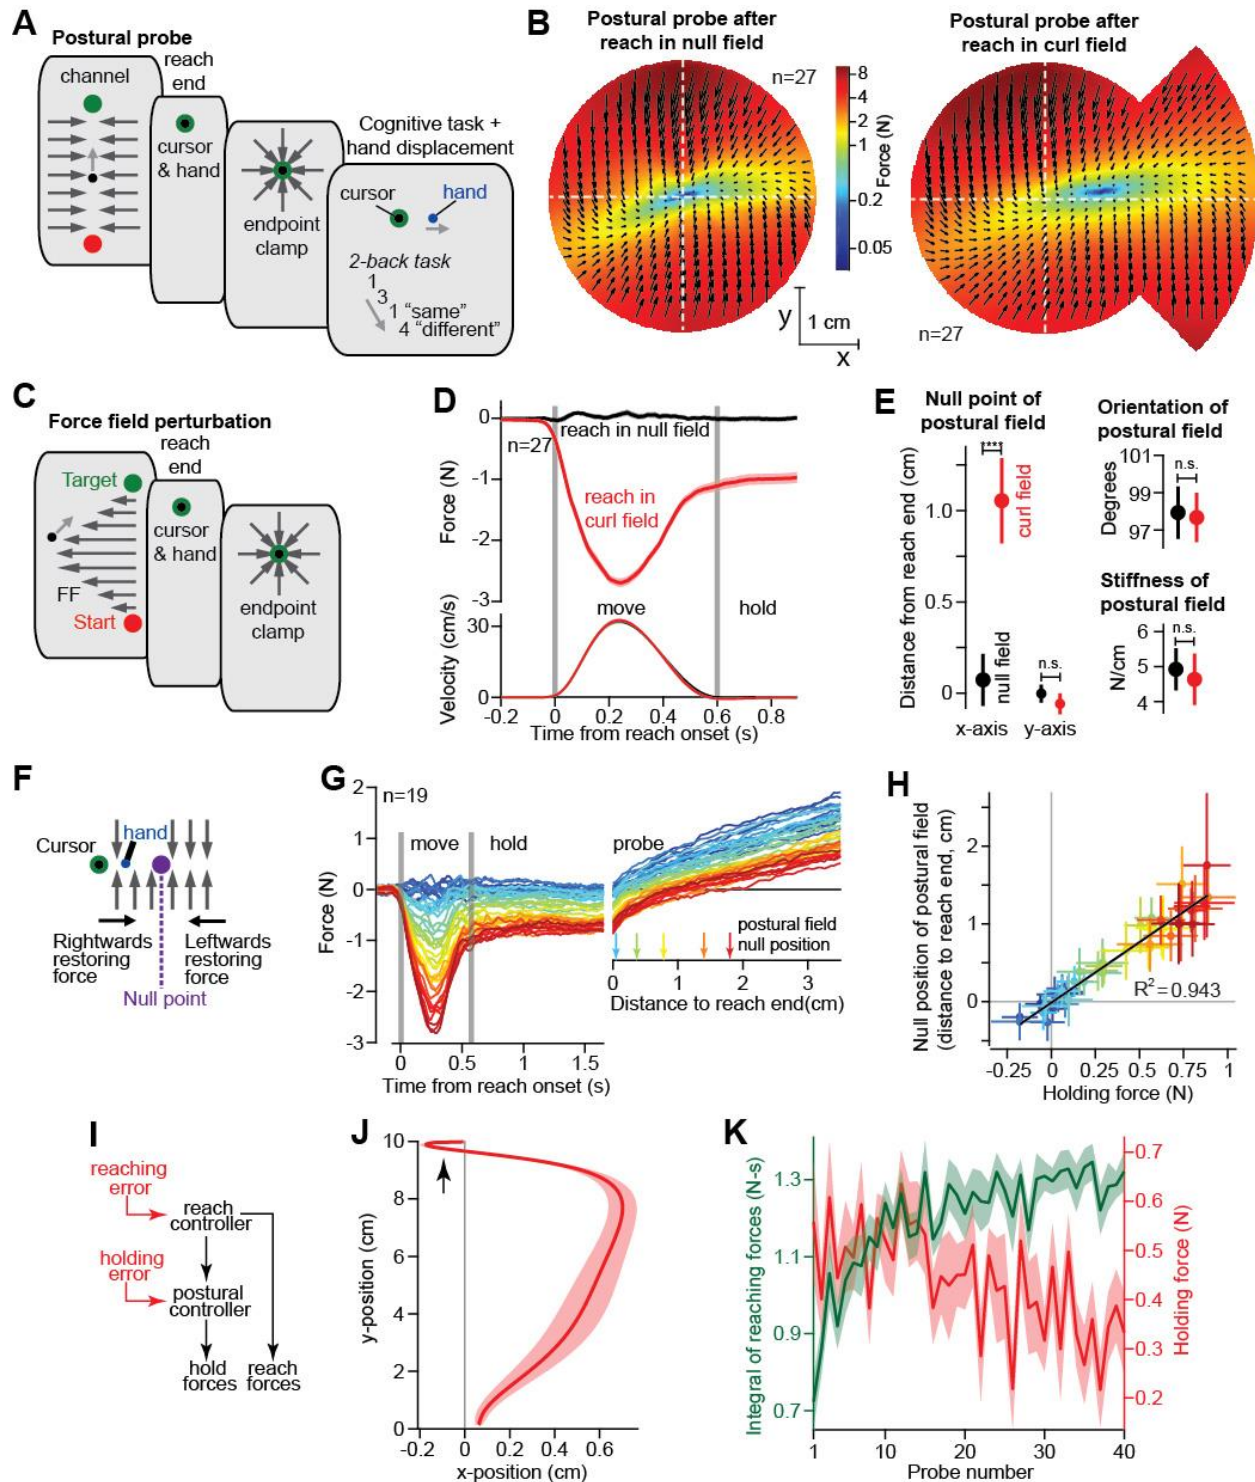 A
Postural probe
channel
reach
end
cursor
& hand
endpoint
clamp
Cognitive task +
hand displacement
cursor
hand
2-back task
1
3
1 “same”
4 “different”
B
Postural probe after
reach in null field
n=27
8
4
2
1
0.2
0.05
Force (N)
y
1 cm
x
Postural probe after
reach in curl field
n=27
C
Force field perturbation
reach
end
Target
cursor
& hand
FF
Start
endpoint
clamp
D
0
-1
-2
-3
Force (N)
n=27
reach in null field
reach in
curl field
move
hold
30
0
Velocity (cm/s)
-0.2
0
0.2
0.4
0.6
0.8
Time from reach onset (s)
E
Null point of
postural field
****
1.0
0.5
0
Distance from reach end (cm)
curl field
null field
n.s.
x-axis
y-axis
Orientation of
postural field
101
99
97
Degrees
n.s.
Stiffness of
postural field
6
5
4
N/cm
n.s.
F
Cursor
hand
Rightwards
restoring
force
Leftwards
restoring
force
Null point
G
n=19
2
1
0
-1
-2
-3
Force (N)
move
hold
0
0.5
1
1.5
Time from reach onset (s)
probe
postural field
null position
0
1
2
3
Distance to reach end(cm)
H
2
1
0
Null position of postural field
(distance to reach end, cm)
R²=0.943
-0.25
0
0.25
0.5
0.75
1
Holding force (N)
I
reaching
error
reach
controller
holding
error
postural
controller
hold
forces
reach
forces
J
10
8
6
4
2
0
y-position (cm)
-0.2
0
0.2
0.4
0.6
x-position (cm)
K
1.3
1.1
0.9
0.7
Integral of reaching forces (N-s)
0.7
0.6
0.5
0.4
0.3
0.2
Holding force (N)
1
10
20
30
40
Probe number